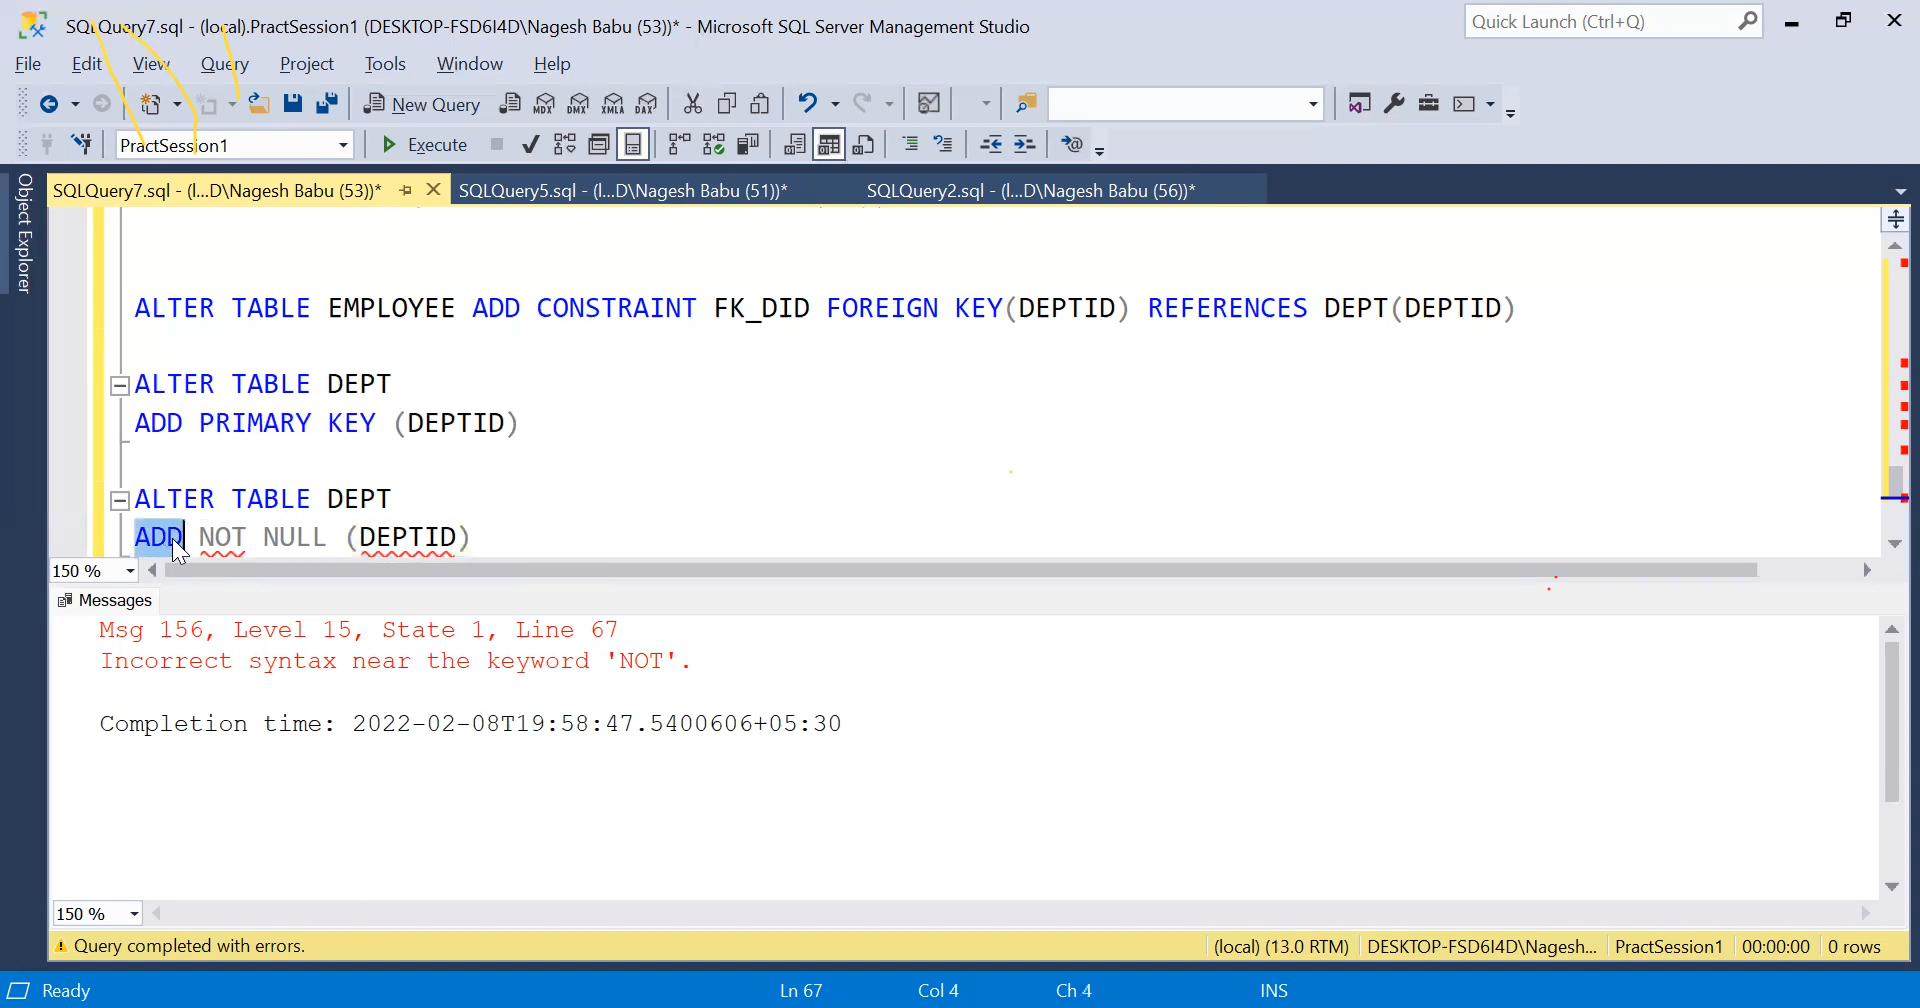 SQLQuery7.sql - (local).PractSession1 (DESKTOP-FSD6I4D\Nagesh Babu (53))* - Microsoft SQL Server Management Studio
Quick Launch (Ctrl+Q)
File Edit View Query Project Tools Window Help
New Query MDX DMX XMLA DAX
PractSession1 Execute
Object Explorer
SQLQuery7.sql - (l...D\Nagesh Babu (53))* SQLQuery5.sql - (l...D\Nagesh Babu (51))* SQLQuery2.sql - (l...D\Nagesh Babu (56))*
ALTER TABLE EMPLOYEE ADD CONSTRAINT FK_DID FOREIGN KEY(DEPTID) REFERENCES DEPT(DEPTID)
ALTER TABLE DEPT
ADD PRIMARY KEY (DEPTID)
ALTER TABLE DEPT
ADD NOT NULL (DEPTID)
150 %
Messages
Msg 156, Level 15, State 1, Line 67
Incorrect syntax near the keyword 'NOT'.
Completion time: 2022-02-08T19:58:47.5400606+05:30
150 %
Query completed with errors. (local) (13.0 RTM) DESKTOP-FSD6I4D\Nagesh... PractSession1 00:00:00 0 rows
Ready Ln 67 Col 4 Ch 4 INS